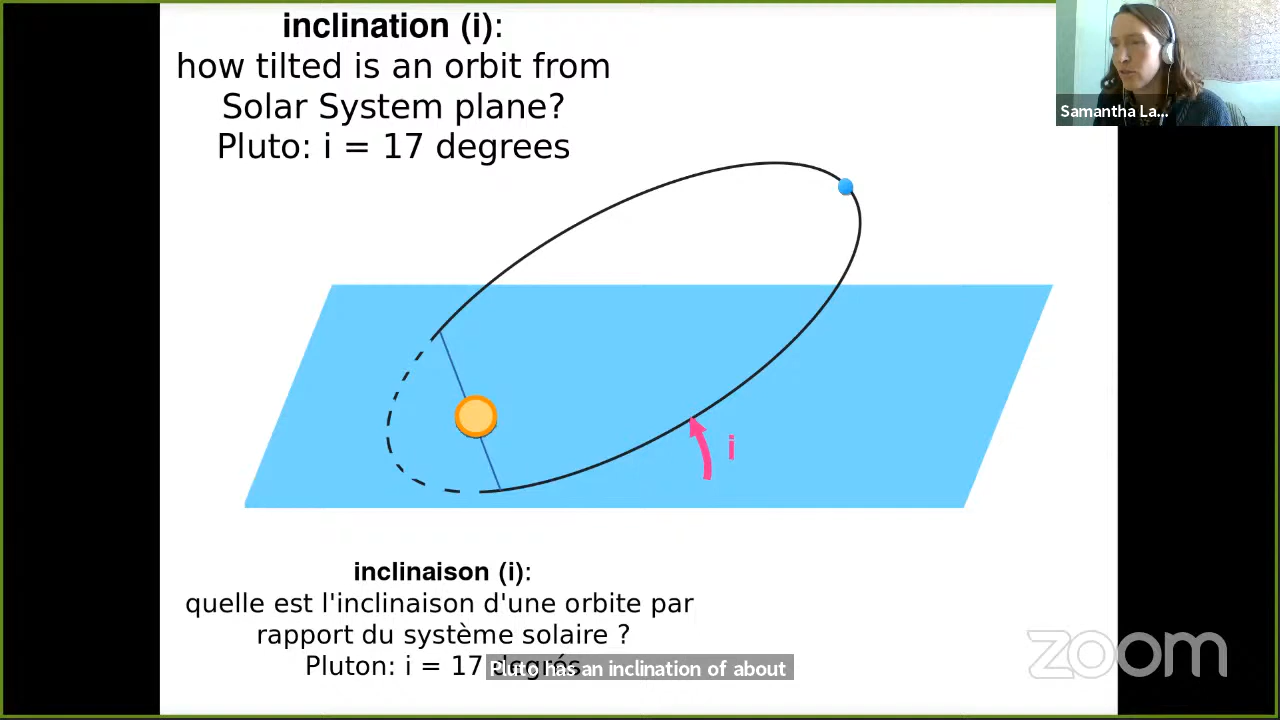 inclination (i):
how tilted is an orbit from
Solar System plane?
Pluto: i = 17 degrees
Samantha La...
i
inclinaison (i):
quelle est l'inclinaison d'une orbite par
rapport du système solaire ?
Pluton: i = 17 degrés
Pluto has an inclination of about
zoom